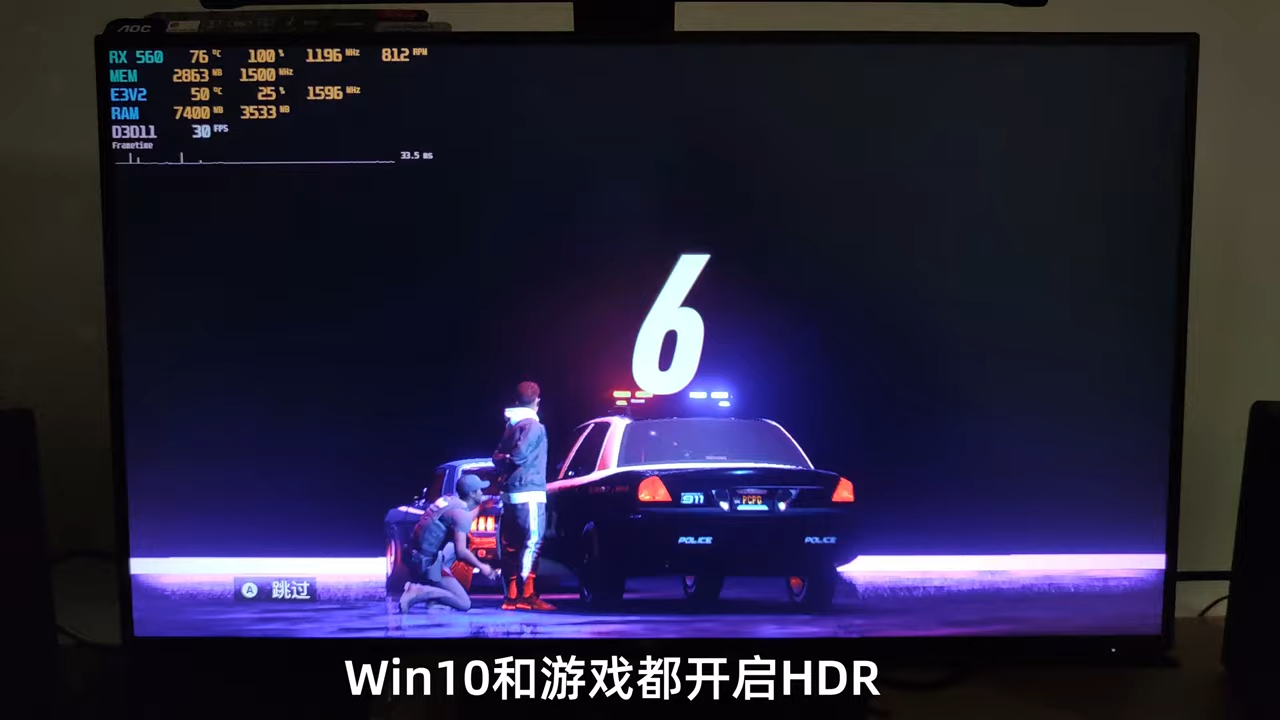 AOC
RX 560 76 °C 100 % 1196 MHz 812 RPM
MEM 2863 MB 1500 MHz
E3V2 50 °C 25 % 1596 MHz
RAM 7400 MB 3533 MB
D3D11 30 FPS
Frametime
33.5 ms
6
911 PCPD
POLICE POLICE
A 跳过
Win10和游戏都开启HDR